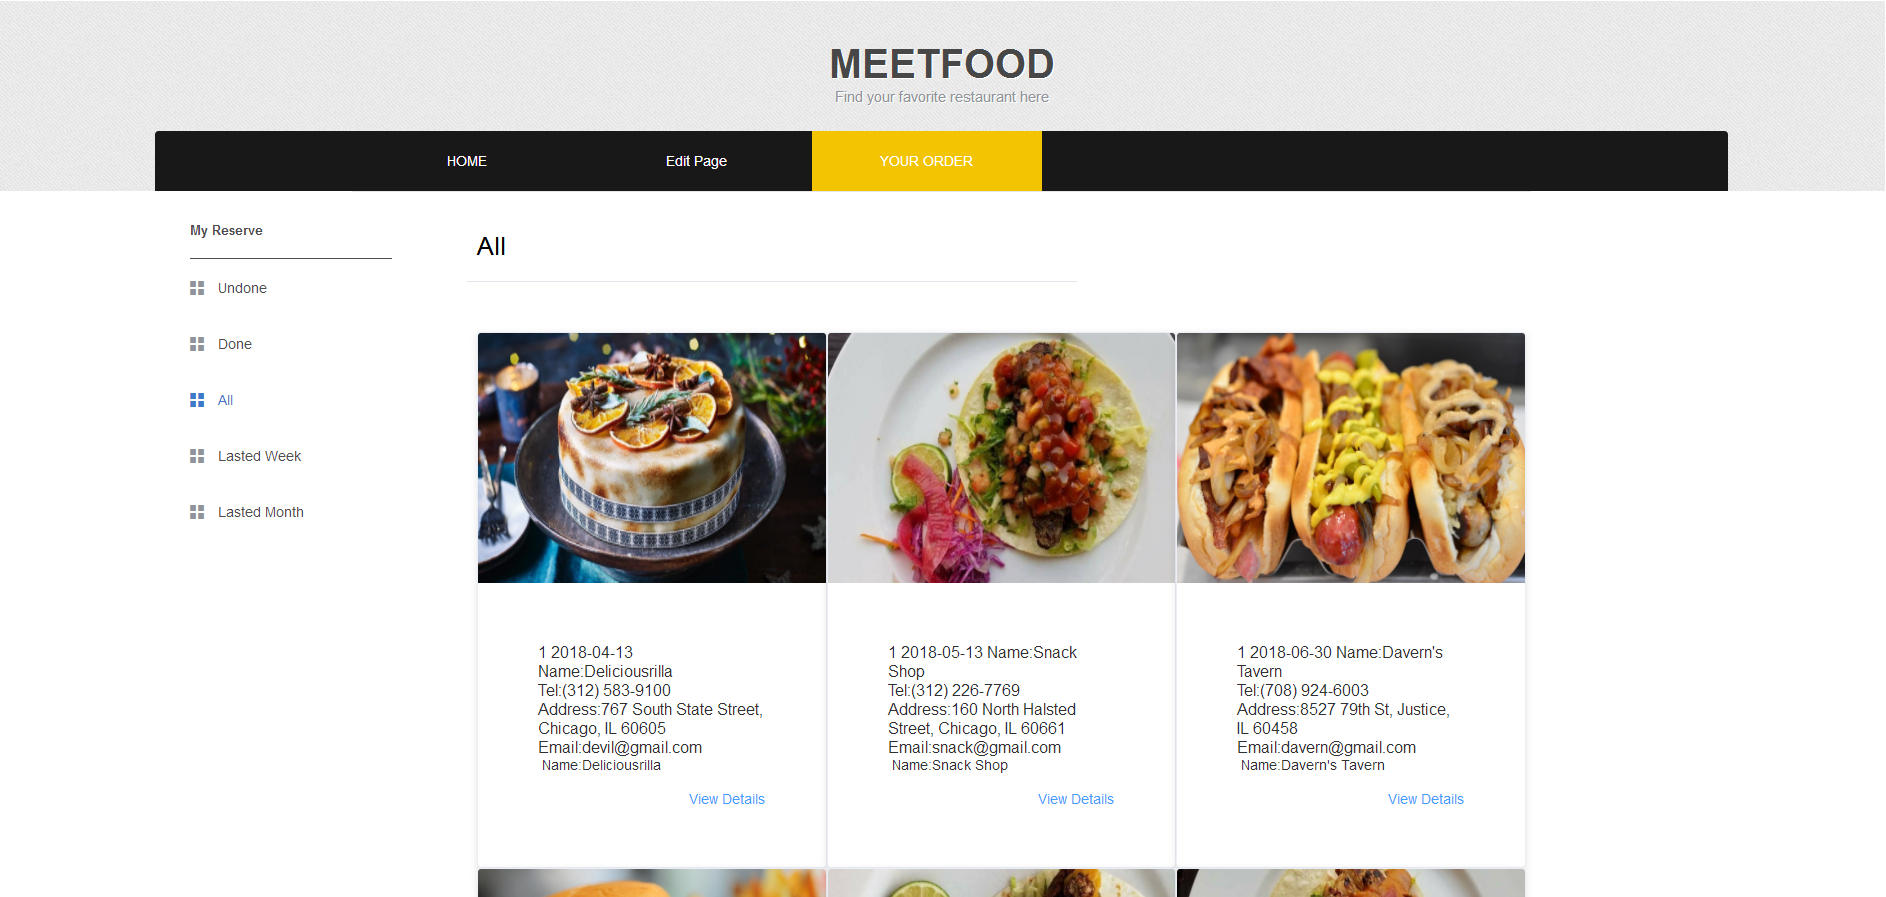 MEETFOOD
Find your favorite restaurant here
HOME
Edit Page
YOUR ORDER
My Reserve
Undone
Done
All
Lasted Week
Lasted Month
All
1 2018-04-13
Name:Deliciousrilla
Tel:(312) 583-9100
Address:767 South State Street,
Chicago, IL 60605
Email:devil@gmail.com
Name:Deliciousrilla
View Details
1 2018-05-13 Name:Snack
Shop
Tel:(312) 226-7769
Address:160 North Halsted
Street, Chicago, IL 60661
Email:snack@gmail.com
Name:Snack Shop
View Details
1 2018-06-30 Name:Davern's
Tavern
Tel:(708) 924-6003
Address:8527 79th St, Justice,
IL 60458
Email:davern@gmail.com
Name:Davern's Tavern
View Details